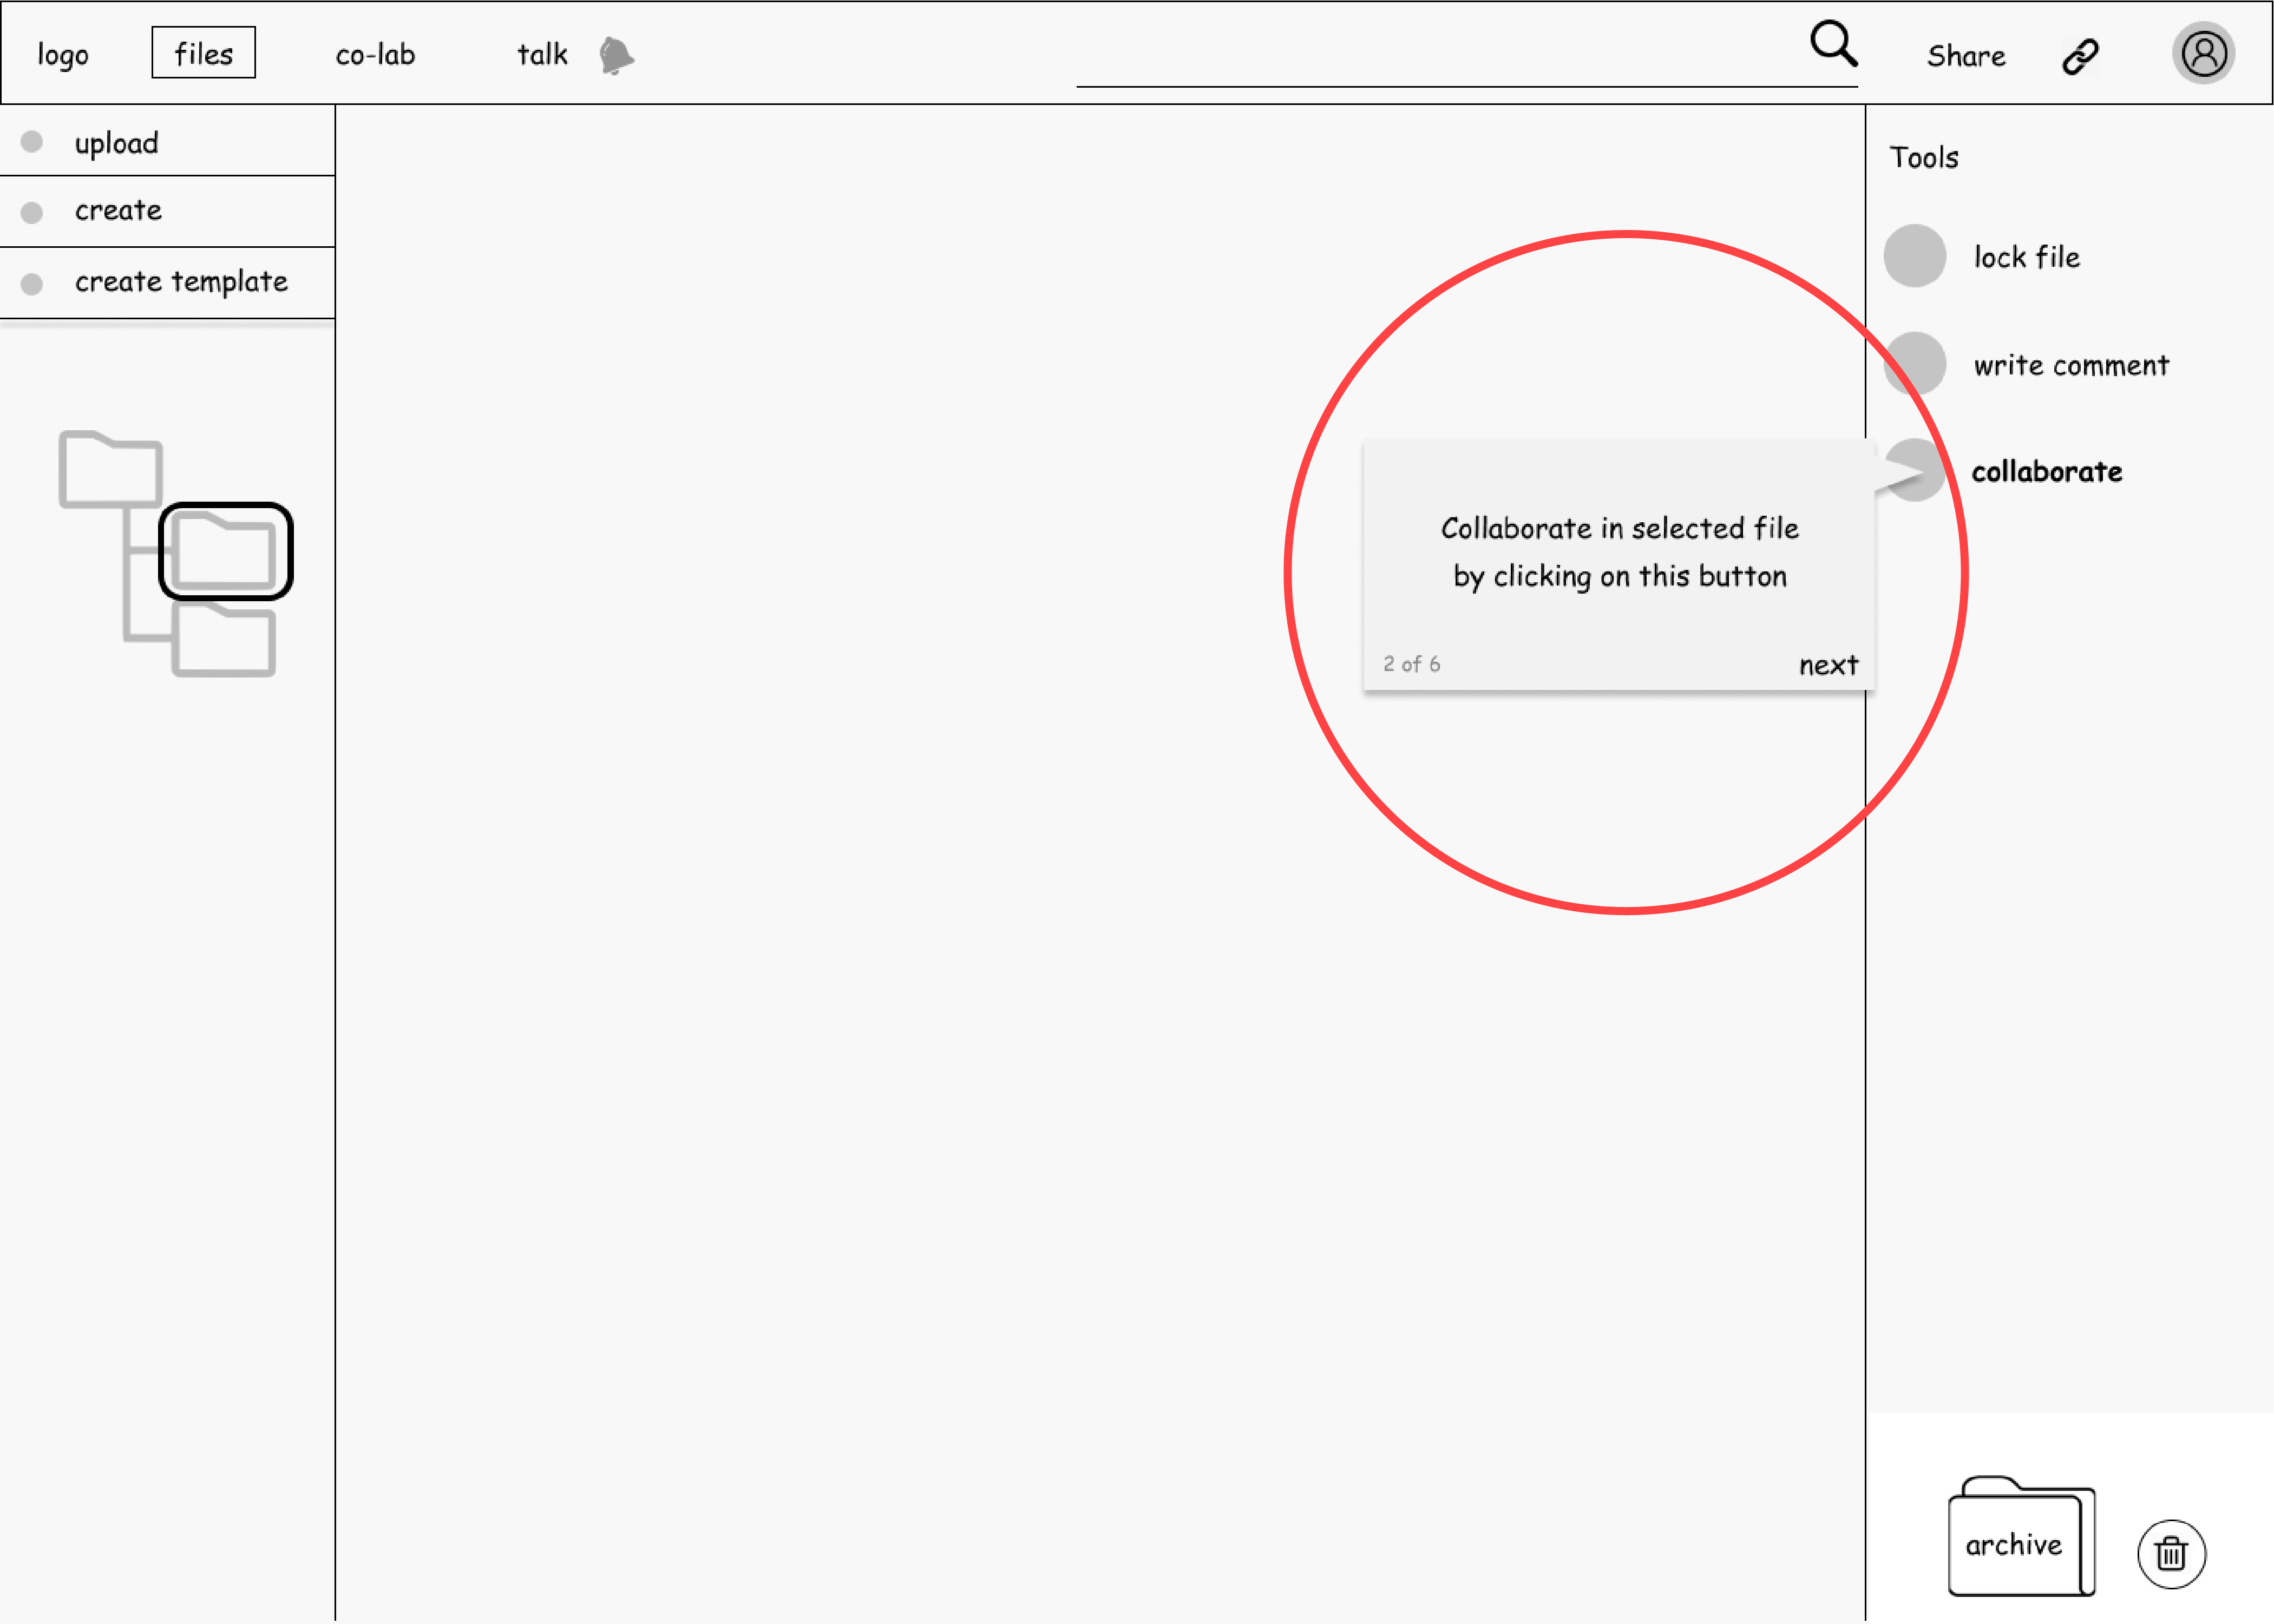 logo
files
co-lab
talk
Share
upload
create
create template
Tools
lock file
write comment
collaborate
Collaborate in selected file
by clicking on this button
2 of 6
next
archive